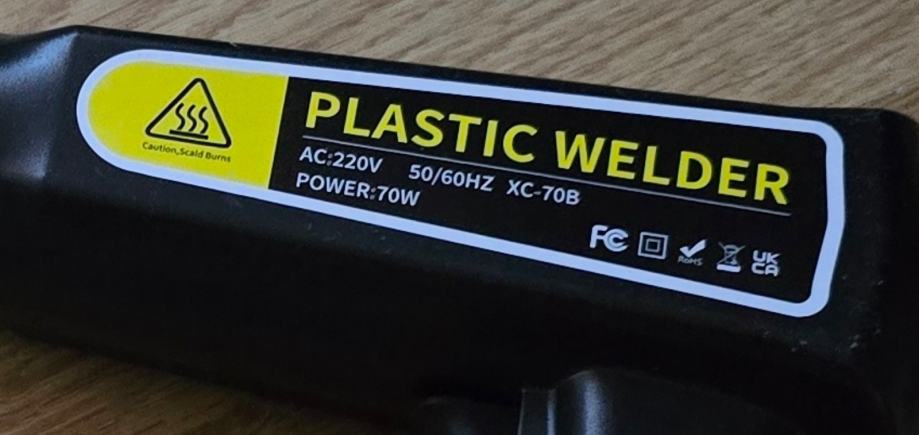 Caution,Scald Burns
PLASTIC WELDER
AC:220V 50/60HZ XC-70B
POWER:70W
FC RoHS UK
CA